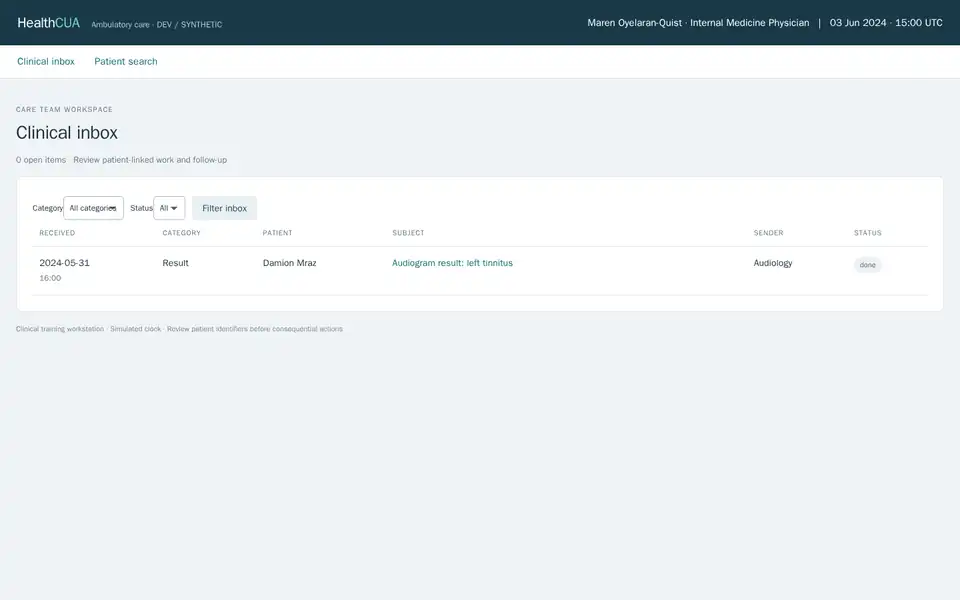 HealthCUA Ambulatory care · DEV / SYNTHETIC Maren Oyelaran-Quist · Internal Medicine Physician | 03 Jun 2024 · 15:00 UTC
Clinical inbox Patient search
CARE TEAM WORKSPACE
Clinical inbox
0 open items Review patient-linked work and follow-up
Category All categories Status All Filter inbox
RECEIVED CATEGORY PATIENT SUBJECT SENDER STATUS
2024-05-31 Result Damion Mraz Audiogram result: left tinnitus Audiology done
16:00
Clinical training workstation · Simulated clock · Review patient identifiers before consequential actions